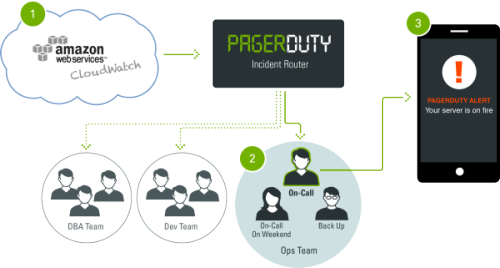 1
amazon
webservices™
CloudWatch
PAGERDUTY
Incident Router
3
!
PAGERDUTY ALERT
Your server is on fire
2
On-Call
On-Call
On Weekend
Back Up
DBA Team
Dev Team
Ops Team